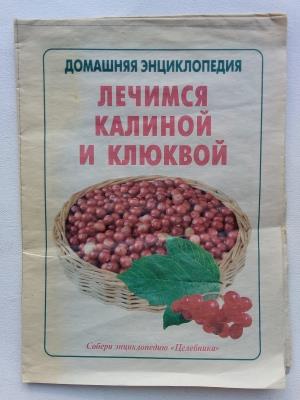 ДОМАШНЯЯ ЭНЦИКЛОПЕДИЯ
ЛЕЧИМСЯ
КАЛИНОЙ
И КЛЮКВОЙ
Собери энциклопедию «Целебника»